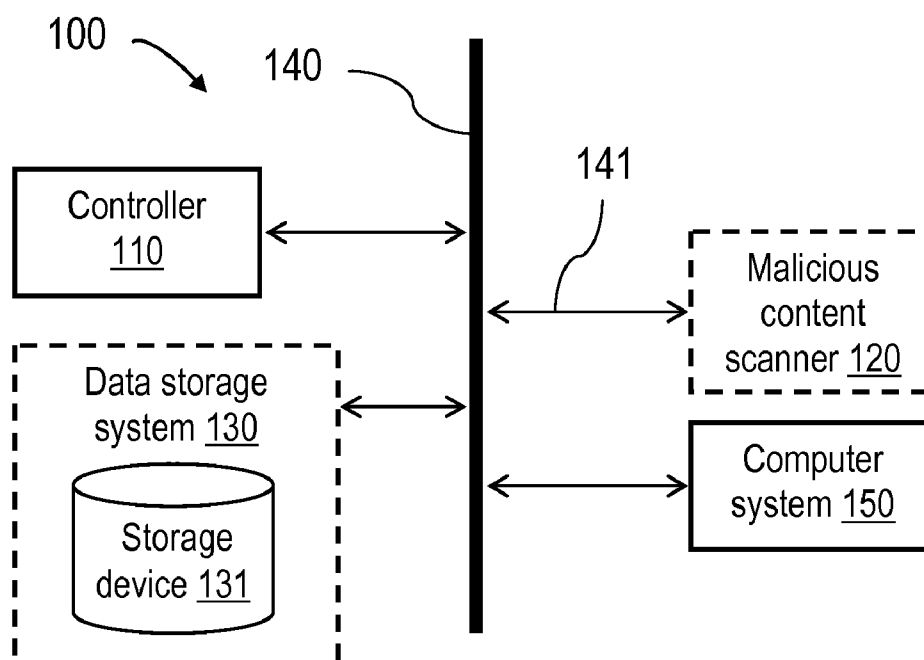 100
140
Controller
110
141
Malicious
content
scanner 120
Data storage
system 130
Storage
device 131
Computer
system 150